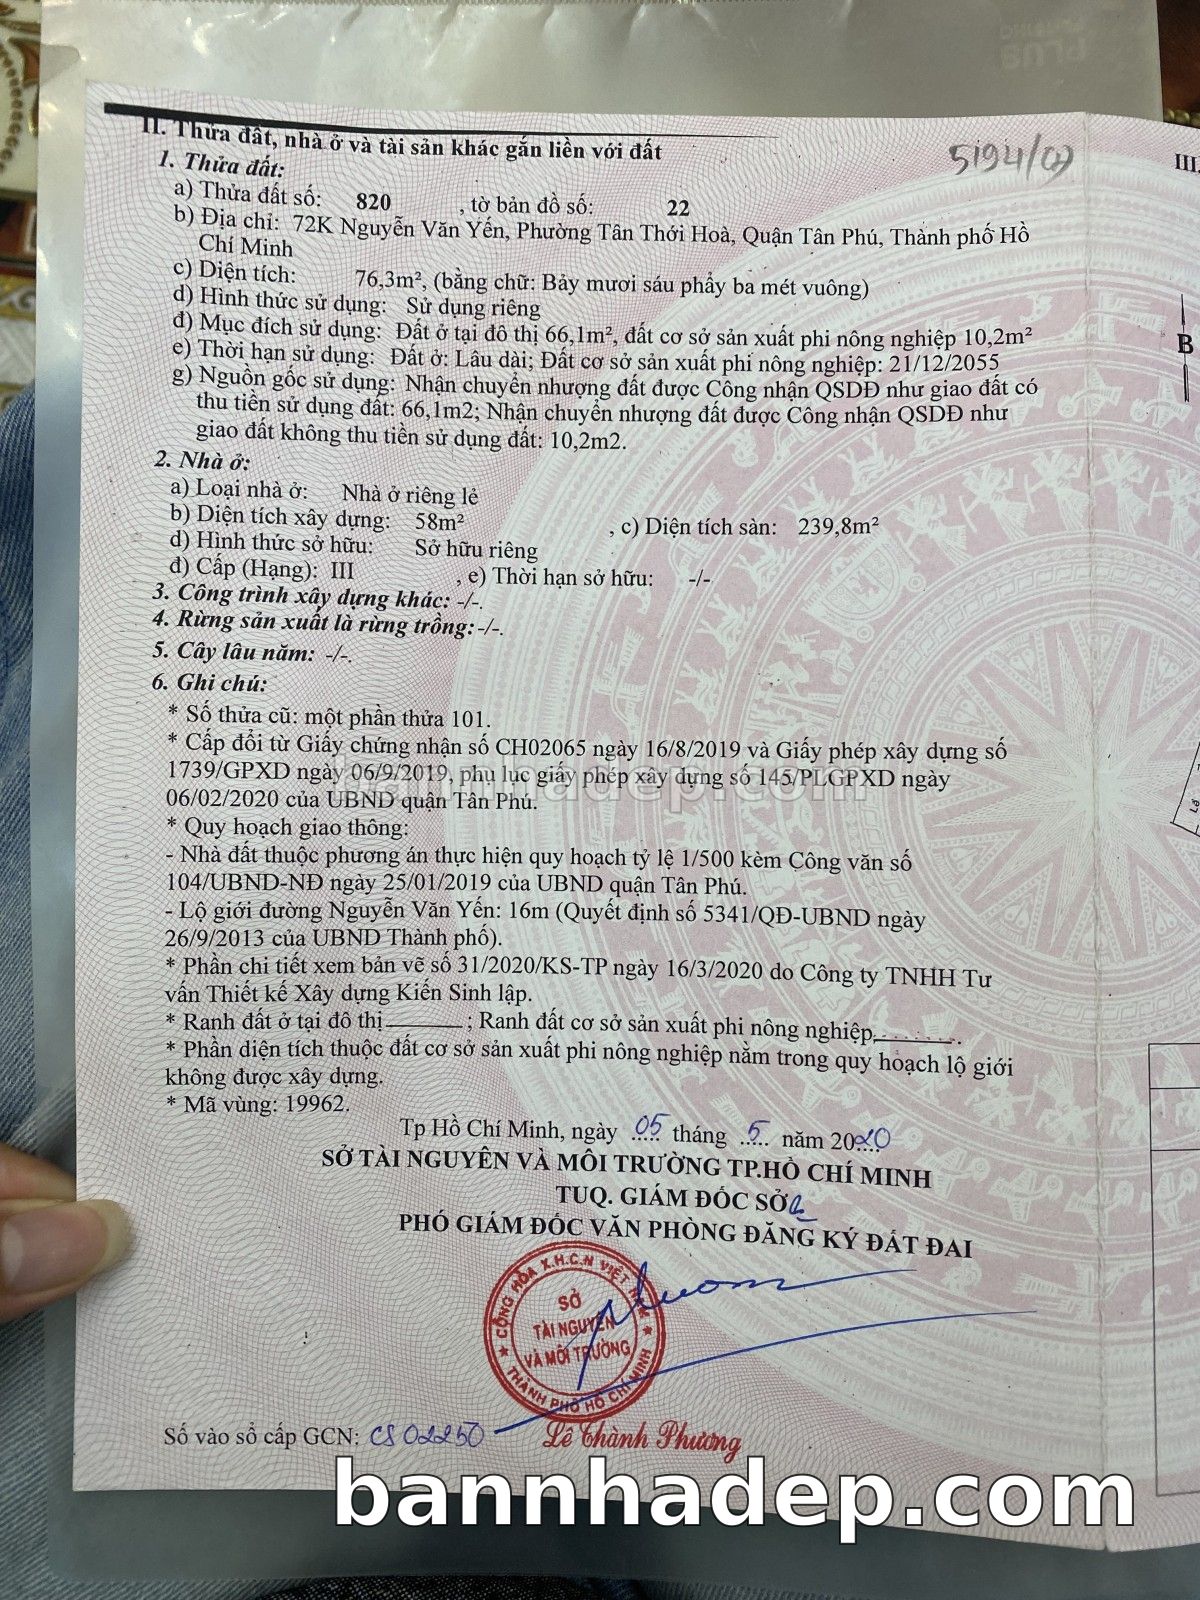 II. Thửa đất, nhà ở và tài sản khác gắn liền với đất
5194/(7)
III.
1. Thửa đất:
a) Thửa đất số: 820 , tờ bản đồ số: 22
b) Địa chỉ: 72K Nguyễn Văn Yến, Phường Tân Thới Hoà, Quận Tân Phú, Thành phố Hồ
Chí Minh
c) Diện tích: 76,3m², (bằng chữ: Bảy mươi sáu phẩy ba mét vuông)
d) Hình thức sử dụng: Sử dụng riêng
đ) Mục đích sử dụng: Đất ở tại đô thị 66,1m², đất cơ sở sản xuất phi nông nghiệp 10,2m²
e) Thời hạn sử dụng: Đất ở: Lâu dài; Đất cơ sở sản xuất phi nông nghiệp: 21/12/2055
g) Nguồn gốc sử dụng: Nhận chuyển nhượng đất được Công nhận QSDĐ như giao đất có
thu tiền sử dụng đất: 66,1m2; Nhận chuyển nhượng đất được Công nhận QSDĐ như
giao đất không thu tiền sử dụng đất: 10,2m2.
B
2. Nhà ở:
a) Loại nhà ở: Nhà ở riêng lẻ
b) Diện tích xây dựng: 58m² , c) Diện tích sàn: 239,8m²
d) Hình thức sở hữu: Sở hữu riêng
đ) Cấp (Hạng): III , e) Thời hạn sở hữu: -/-
3. Công trình xây dựng khác: -/-.
4. Rừng sản xuất là rừng trồng: -/-.
5. Cây lâu năm: -/-.
6. Ghi chú:
* Số thửa cũ: một phần thửa 101.
* Cấp đổi từ Giấy chứng nhận số CH02065 ngày 16/8/2019 và Giấy phép xây dựng số
1739/GPXD ngày 06/9/2019, phụ lục giấy phép xây dựng số 145/PLGPXD ngày
06/02/2020 của UBND quận Tân Phú.
bannhadep.com
* Quy hoạch giao thông:
- Nhà đất thuộc phương án thực hiện quy hoạch tỷ lệ 1/500 kèm Công văn số
104/UBND-NĐ ngày 25/01/2019 của UBND quận Tân Phú.
- Lộ giới đường Nguyễn Văn Yến: 16m (Quyết định số 5341/QĐ-UBND ngày
26/9/2013 của UBND Thành phố).
* Phần chi tiết xem bản vẽ số 31/2020/KS-TP ngày 16/3/2020 do Công ty TNHH Tư
vấn Thiết kế Xây dựng Kiến Sinh lập.
* Ranh đất ở tại đô thị ; Ranh đất cơ sở sản xuất phi nông nghiệp .
* Phần diện tích thuộc đất cơ sở sản xuất phi nông nghiệp nằm trong quy hoạch lộ giới
không được xây dựng.
* Mã vùng: 19962.
Tp Hồ Chí Minh, ngày 05 tháng 5 năm 2020
SỞ TÀI NGUYÊN VÀ MÔI TRƯỜNG TP.HỒ CHÍ MINH
TUQ. GIÁM ĐỐC SỞ
PHÓ GIÁM ĐỐC VĂN PHÒNG ĐĂNG KÝ ĐẤT ĐAI
CỘNG HÒA X.H.C.N VIỆT NAM
SỞ
TÀI NGUYÊN
VÀ MÔI TRƯỜNG
THÀNH PHỐ HỒ CHÍ MINH
Số vào sổ cấp GCN: CS 02250
Lê Thành Phương
bannhadep.com